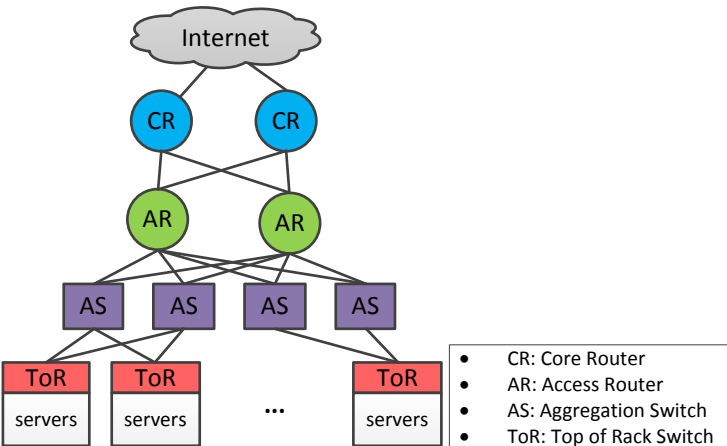 Internet
CR CR
AR AR
AS AS AS AS
ToR ToR ToR
servers servers ... servers
• CR: Core Router
• AR: Access Router
• AS: Aggregation Switch
• ToR: Top of Rack Switch